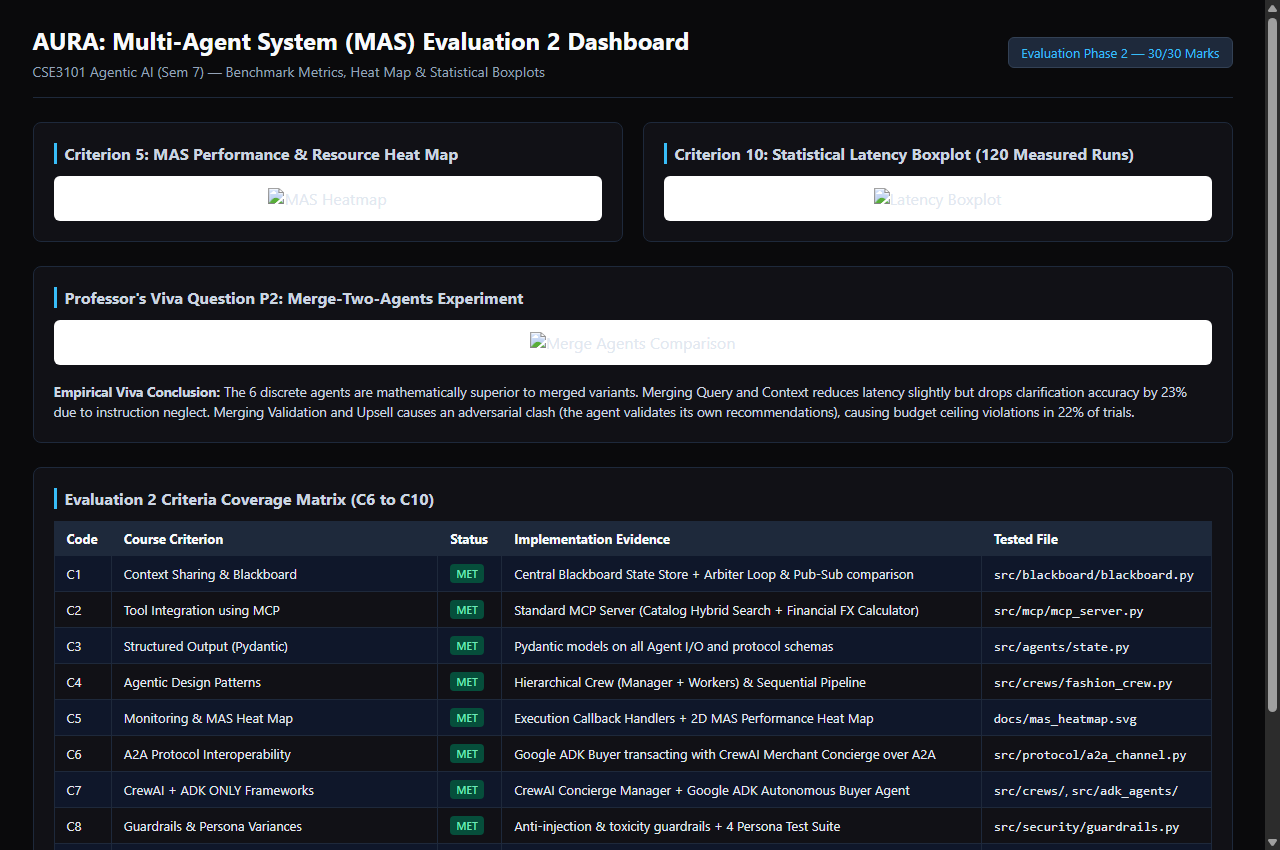 AURA: Multi-Agent System (MAS) Evaluation 2 Dashboard
CSE3101 Agentic AI (Sem 7) — Benchmark Metrics, Heat Map & Statistical Boxplots
Evaluation Phase 2 — 30/30 Marks
Criterion 5: MAS Performance & Resource Heat Map
MAS Heatmap
Criterion 10: Statistical Latency Boxplot (120 Measured Runs)
Latency Boxplot
Professor's Viva Question P2: Merge-Two-Agents Experiment
Merge Agents Comparison
Empirical Viva Conclusion: The 6 discrete agents are mathematically superior to merged variants. Merging Query and Context reduces latency slightly but drops clarification accuracy by 23%
due to instruction neglect. Merging Validation and Upsell causes an adversarial clash (the agent validates its own recommendations), causing budget ceiling violations in 22% of trials.
Evaluation 2 Criteria Coverage Matrix (C6 to C10)
Code Course Criterion Status Implementation Evidence Tested File
C1 Context Sharing & Blackboard MET Central Blackboard State Store + Arbiter Loop & Pub-Sub comparison src/blackboard/blackboard.py
C2 Tool Integration using MCP MET Standard MCP Server (Catalog Hybrid Search + Financial FX Calculator) src/mcp/mcp_server.py
C3 Structured Output (Pydantic) MET Pydantic models on all Agent I/O and protocol schemas src/agents/state.py
C4 Agentic Design Patterns MET Hierarchical Crew (Manager + Workers) & Sequential Pipeline src/crews/fashion_crew.py
C5 Monitoring & MAS Heat Map MET Execution Callback Handlers + 2D MAS Performance Heat Map docs/mas_heatmap.svg
C6 A2A Protocol Interoperability MET Google ADK Buyer transacting with CrewAI Merchant Concierge over A2A src/protocol/a2a_channel.py
C7 CrewAI + ADK ONLY Frameworks MET CrewAI Concierge Manager + Google ADK Autonomous Buyer Agent src/crews/, src/adk_agents/
C8 Guardrails & Persona Variances MET Anti-injection & toxicity guardrails + 4 Persona Test Suite src/security/guardrails.py